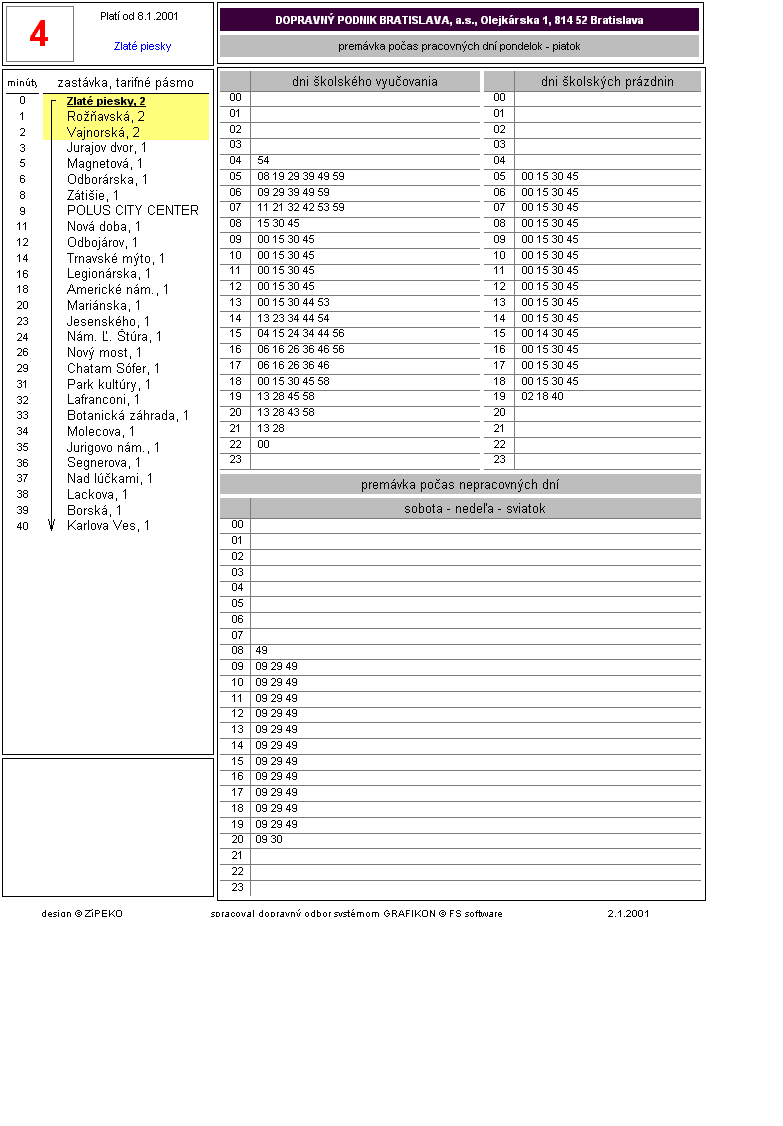 4
Platí od 8.1.2001
Zlaté piesky
DOPRAVNÝ PODNIK BRATISLAVA, a.s., Olejkárska 1, 814 52 Bratislava
premávka počas pracovných dní pondelok - piatok
minúty zastávka, tarifné pásmo
0 Zlaté piesky, 2
1 Rožňavská, 2
2 Vajnorská, 2
3 Jurajov dvor, 1
5 Magnetová, 1
6 Odborárska, 1
8 Zátišie, 1
9 POLUS CITY CENTER
11 Nová doba, 1
12 Odbojárov, 1
14 Trnavské mýto, 1
16 Legionárska, 1
18 Americké nám., 1
20 Mariánska, 1
23 Jesenského, 1
24 Nám. Ľ. Štúra, 1
26 Nový most, 1
29 Chatam Sófer, 1
31 Park kultúry, 1
32 Lafranconi, 1
33 Botanická záhrada, 1
34 Molecova, 1
35 Jurigovo nám., 1
36 Segnerova, 1
37 Nad lúčkami, 1
38 Lackova, 1
39 Borská, 1
40 Karlova Ves, 1
dni školského vyučovania
00
01
02
03
04 54
05 08 19 29 39 49 59
06 09 29 39 49 59
07 11 21 32 42 53 59
08 15 30 45
09 00 15 30 45
10 00 15 30 45
11 00 15 30 45
12 00 15 30 45
13 00 15 30 44 53
14 13 23 34 44 54
15 04 15 24 34 44 56
16 06 16 26 36 46 56
17 06 16 26 36 46
18 00 15 30 45 58
19 13 28 45 58
20 13 28 43 58
21 13 28
22 00
23
dni školských prázdnin
00
01
02
03
04
05 00 15 30 45
06 00 15 30 45
07 00 15 30 45
08 00 15 30 45
09 00 15 30 45
10 00 15 30 45
11 00 15 30 45
12 00 15 30 45
13 00 15 30 45
14 00 15 30 45
15 00 14 30 45
16 00 15 30 45
17 00 15 30 45
18 00 15 30 45
19 02 18 40
20
21
22
23
premávka počas nepracovných dní
sobota - nedeľa - sviatok
00
01
02
03
04
05
06
07
08 49
09 09 29 49
10 09 29 49
11 09 29 49
12 09 29 49
13 09 29 49
14 09 29 49
15 09 29 49
16 09 29 49
17 09 29 49
18 09 29 49
19 09 29 49
20 09 30
21
22
23
design © ZiPEKO spracoval dopravný odbor systémom GRAFIKON © FS software 2.1.2001